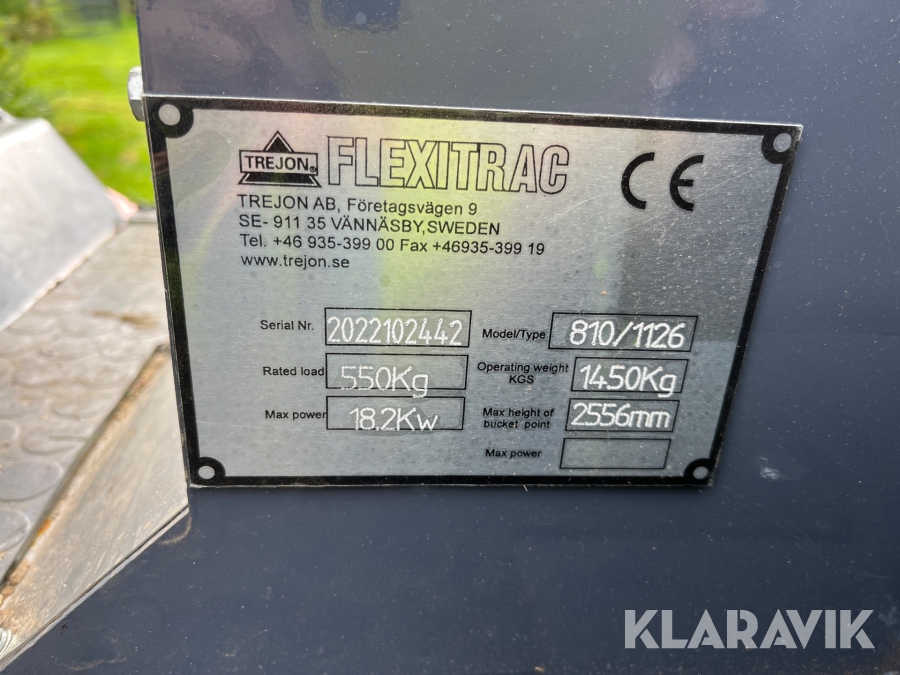 TREJON® FLEXITRAC CE
TREJON AB, Företagsvägen 9
SE- 911 35 VÄNNÄSBY,SWEDEN
Tel. +46 935-399 00 Fax +46935-399 19
www.trejon.se
Serial Nr. 2022102442 Model/Type 810/1126
Rated load 550Kg Operating weight KGS 1450Kg
Max power 18.2Kw Max height of bucket point 2556mm
Max power
KLARAVIK